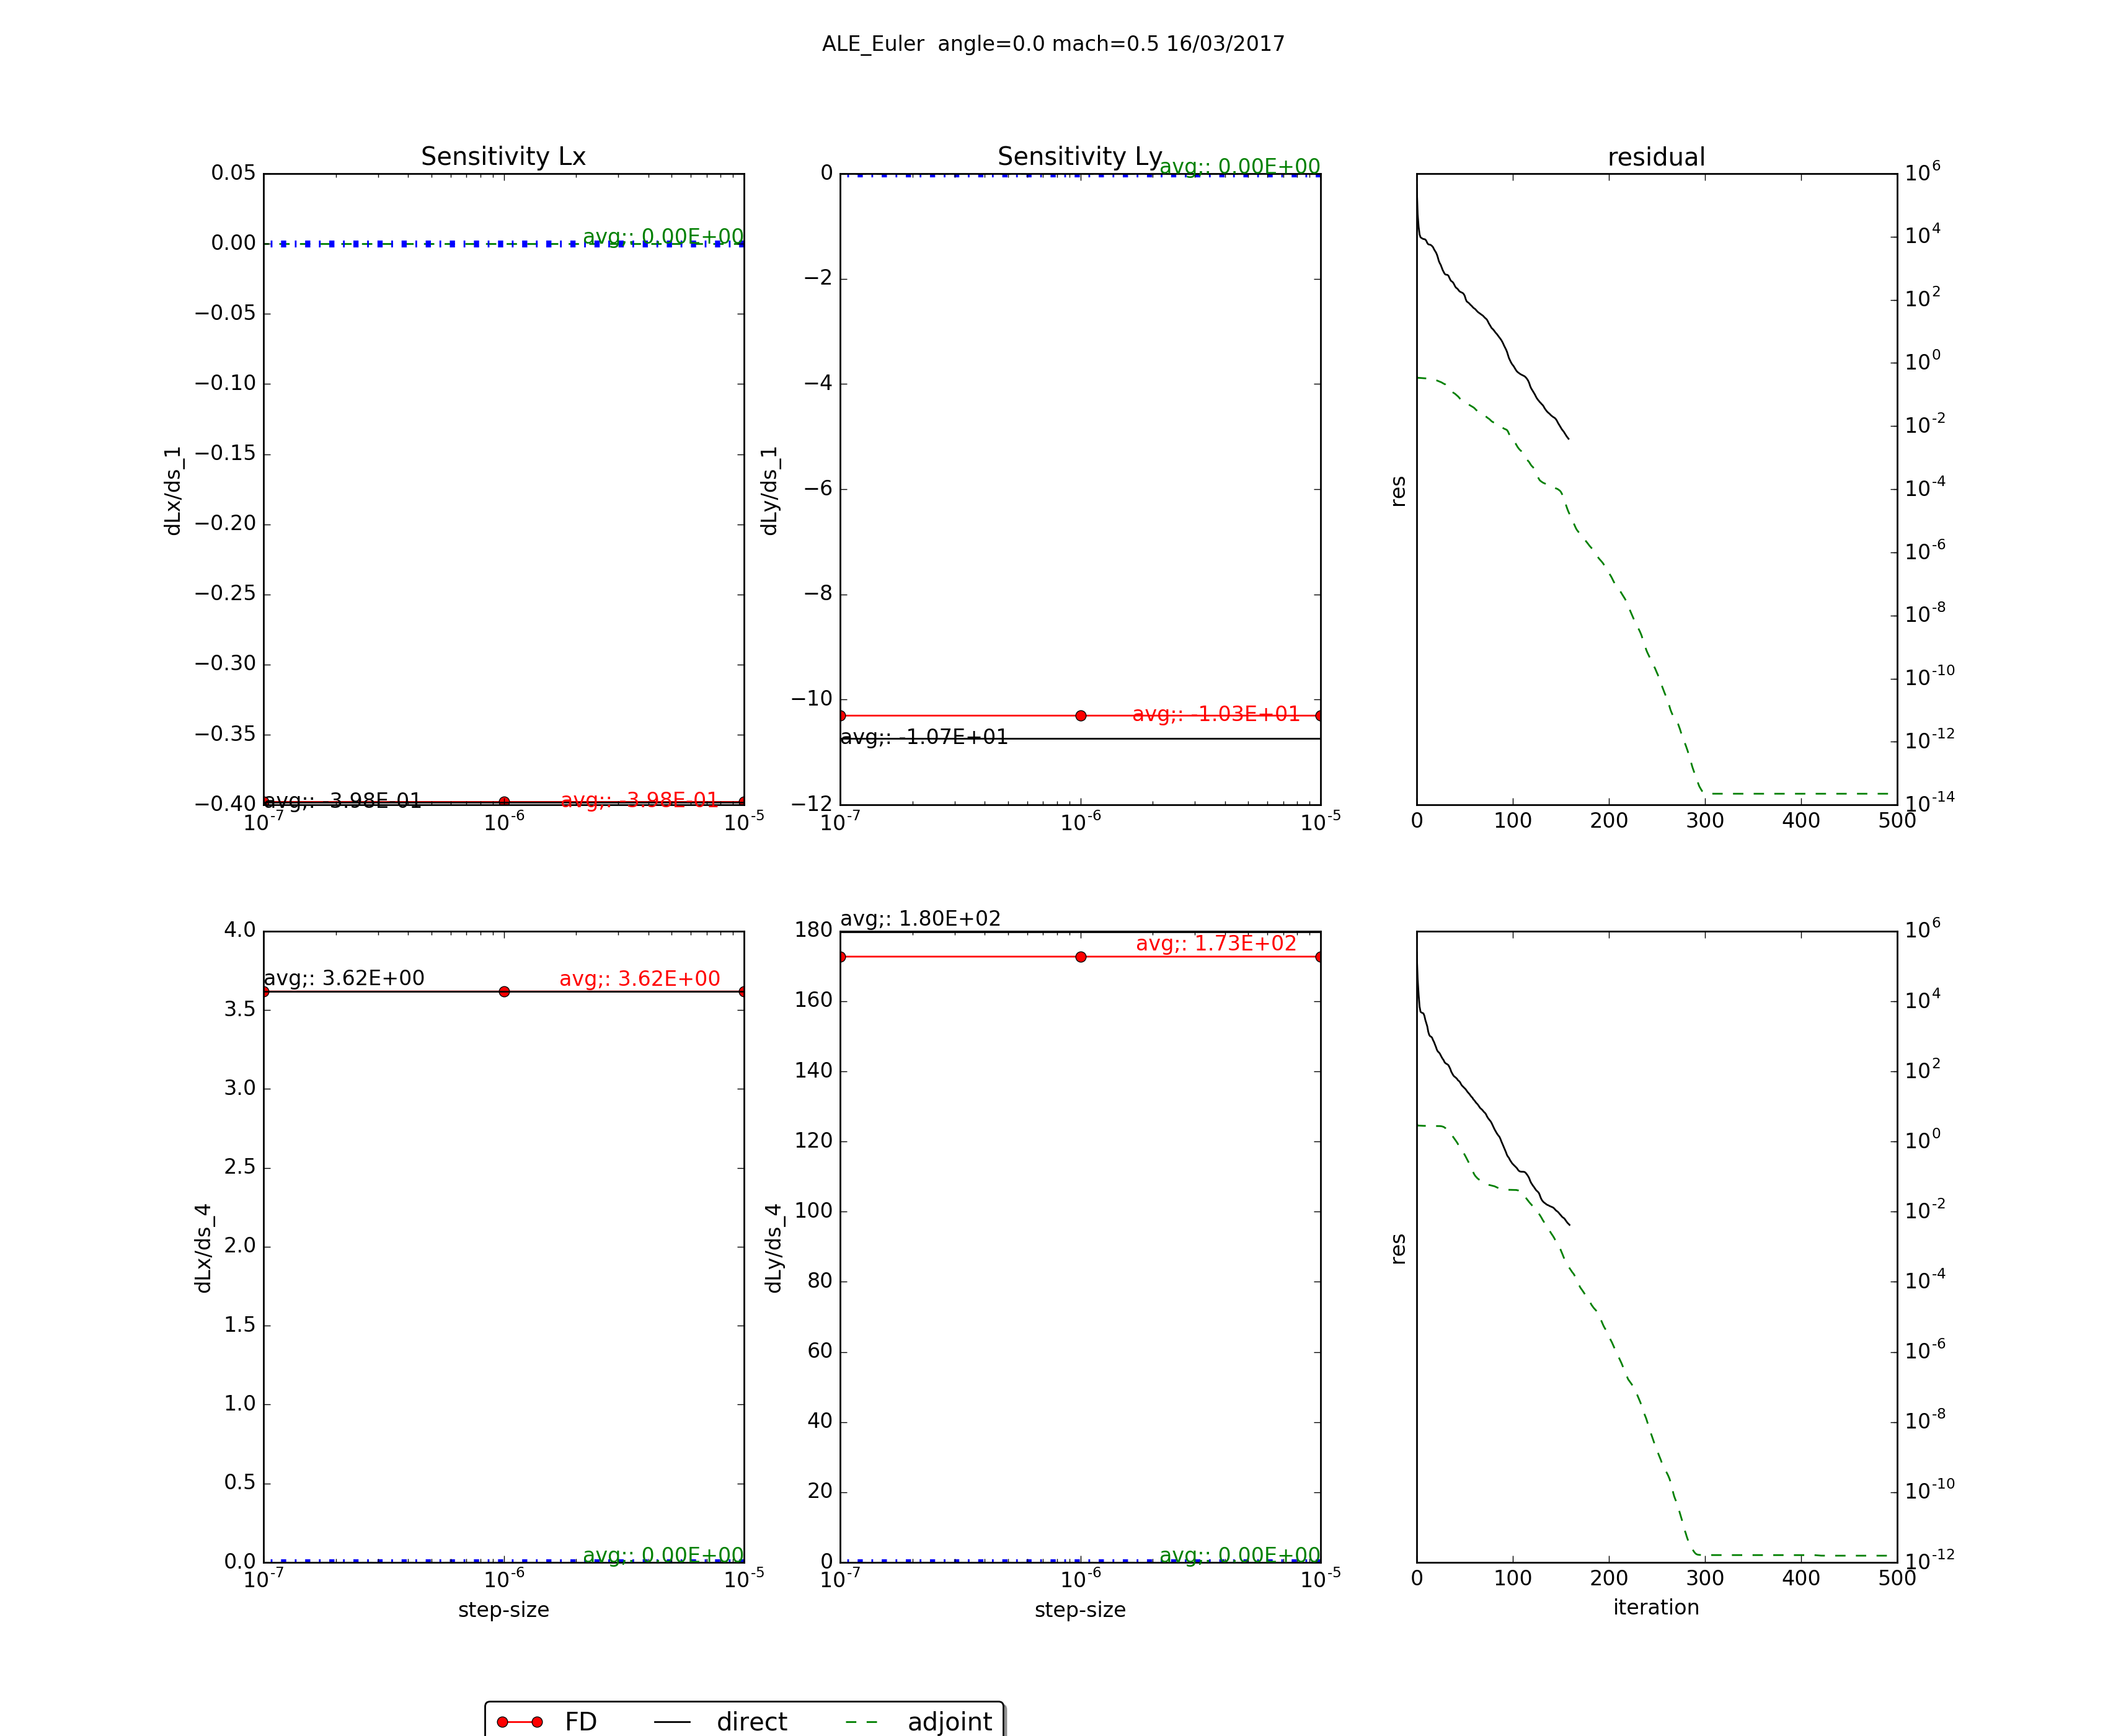 ALE_Euler  angle=0.0 mach=0.5 16/03/2017
Sensitivity Lx
Sensitivity Ly
residual
0.05
0.00
−0.05
−0.10
−0.15
−0.20
−0.25
−0.30
−0.35
−0.40
dLx/ds_1
avg;: 0.00E+00
avg;: -3.98E-01
avg;: -3.98E-01
10^-7
10^-6
10^-5
0
−2
−4
−6
−8
−10
−12
dLy/ds_1
avg;: 0.00E+00
avg;: -1.03E+01
avg;: -1.07E+01
10^-7
10^-6
10^-5
res
10^6
10^4
10^2
10^0
10^-2
10^-4
10^-6
10^-8
10^-10
10^-12
10^-14
0
100
200
300
400
500
4.0
3.5
3.0
2.5
2.0
1.5
1.0
0.5
0.0
dLx/ds_4
avg;: 3.62E+00
avg;: 3.62E+00
avg;: 0.00E+00
10^-7
10^-6
10^-5
step-size
180
160
140
120
100
80
60
40
20
0
dLy/ds_4
avg;: 1.80E+02
avg;: 1.73E+02
avg;: 0.00E+00
10^-7
10^-6
10^-5
step-size
res
10^6
10^4
10^2
10^0
10^-2
10^-4
10^-6
10^-8
10^-10
10^-12
0
100
200
300
400
500
iteration
FD
direct
adjoint